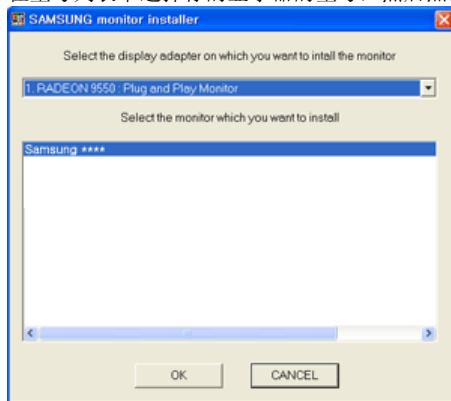 SAMSUNG monitor installer
Select the display adapter on which you want to intall the monitor
1. RADEON 9550 : Plug and Play Monitor
Select the monitor which you want to install
Samsung ****
OK
CANCEL